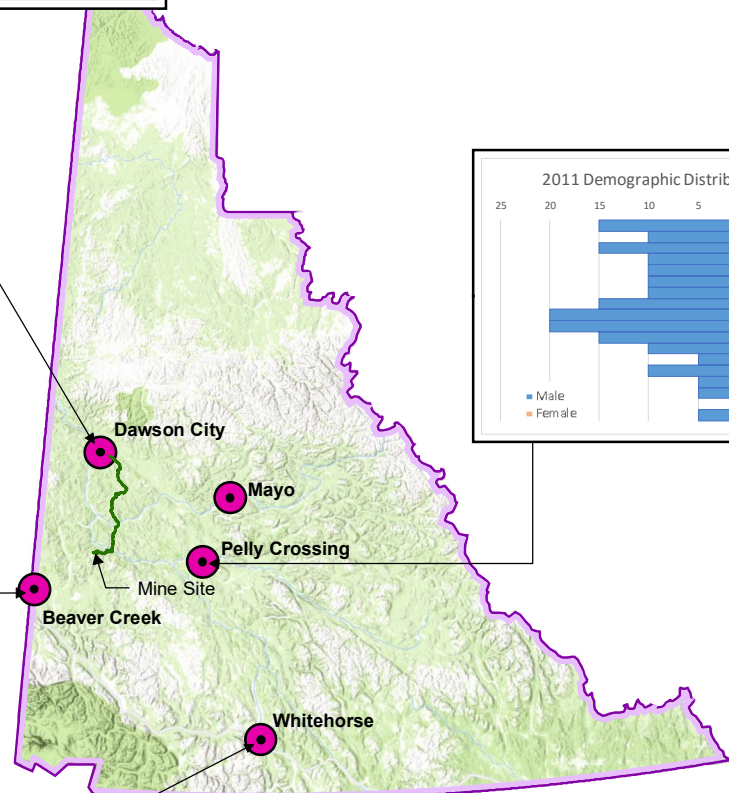 2011 Demographic Distrib
25 20 15 10 5
Male
Female
Dawson City
Mayo
Pelly Crossing
Mine Site
Beaver Creek
Whitehorse